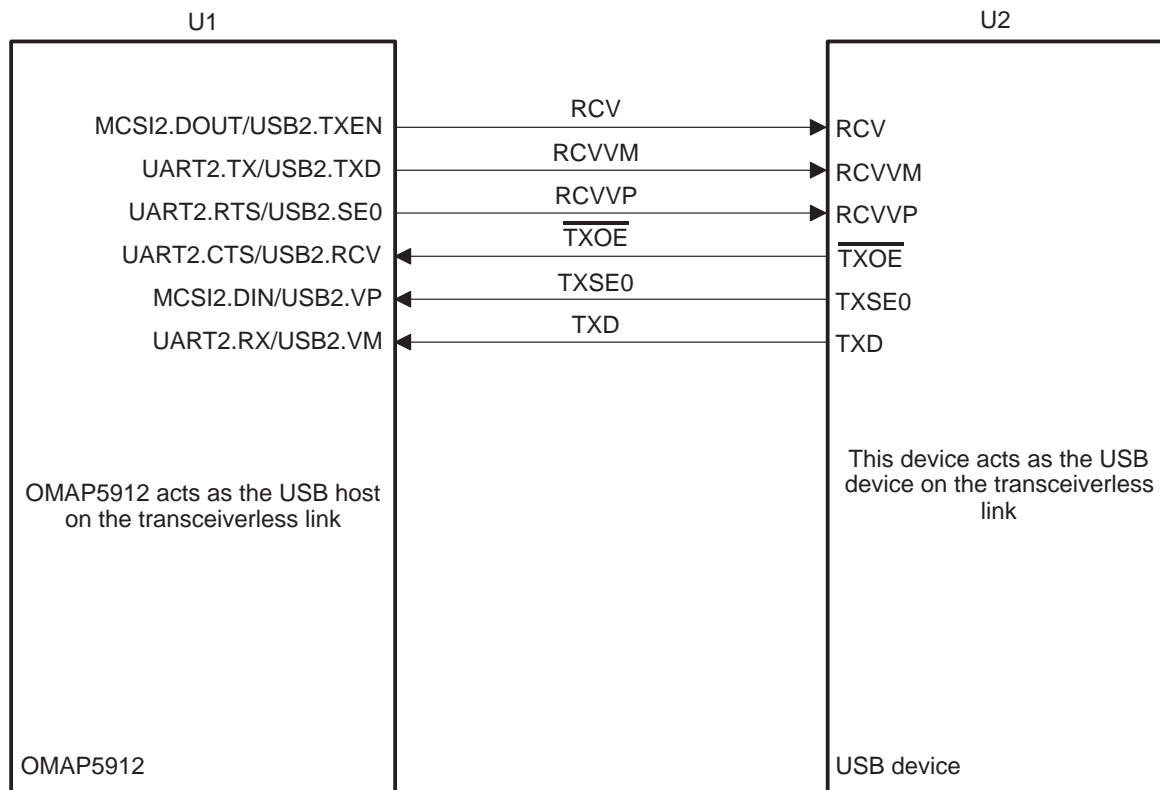 U1
U2
MCSI2.DOUT/USB2.TXEN
RCV
RCV
UART2.TX/USB2.TXD
RCVVM
RCVVM
UART2.RTS/USB2.SE0
RCVVP
RCVVP
UART2.CTS/USB2.RCV
TXOE
TXOE
MCSI2.DIN/USB2.VP
TXSE0
TXSE0
UART2.RX/USB2.VM
TXD
TXD
OMAP5912 acts as the USB host
on the transceiverless link
This device acts as the USB
device on the transceiverless
link
OMAP5912
USB device